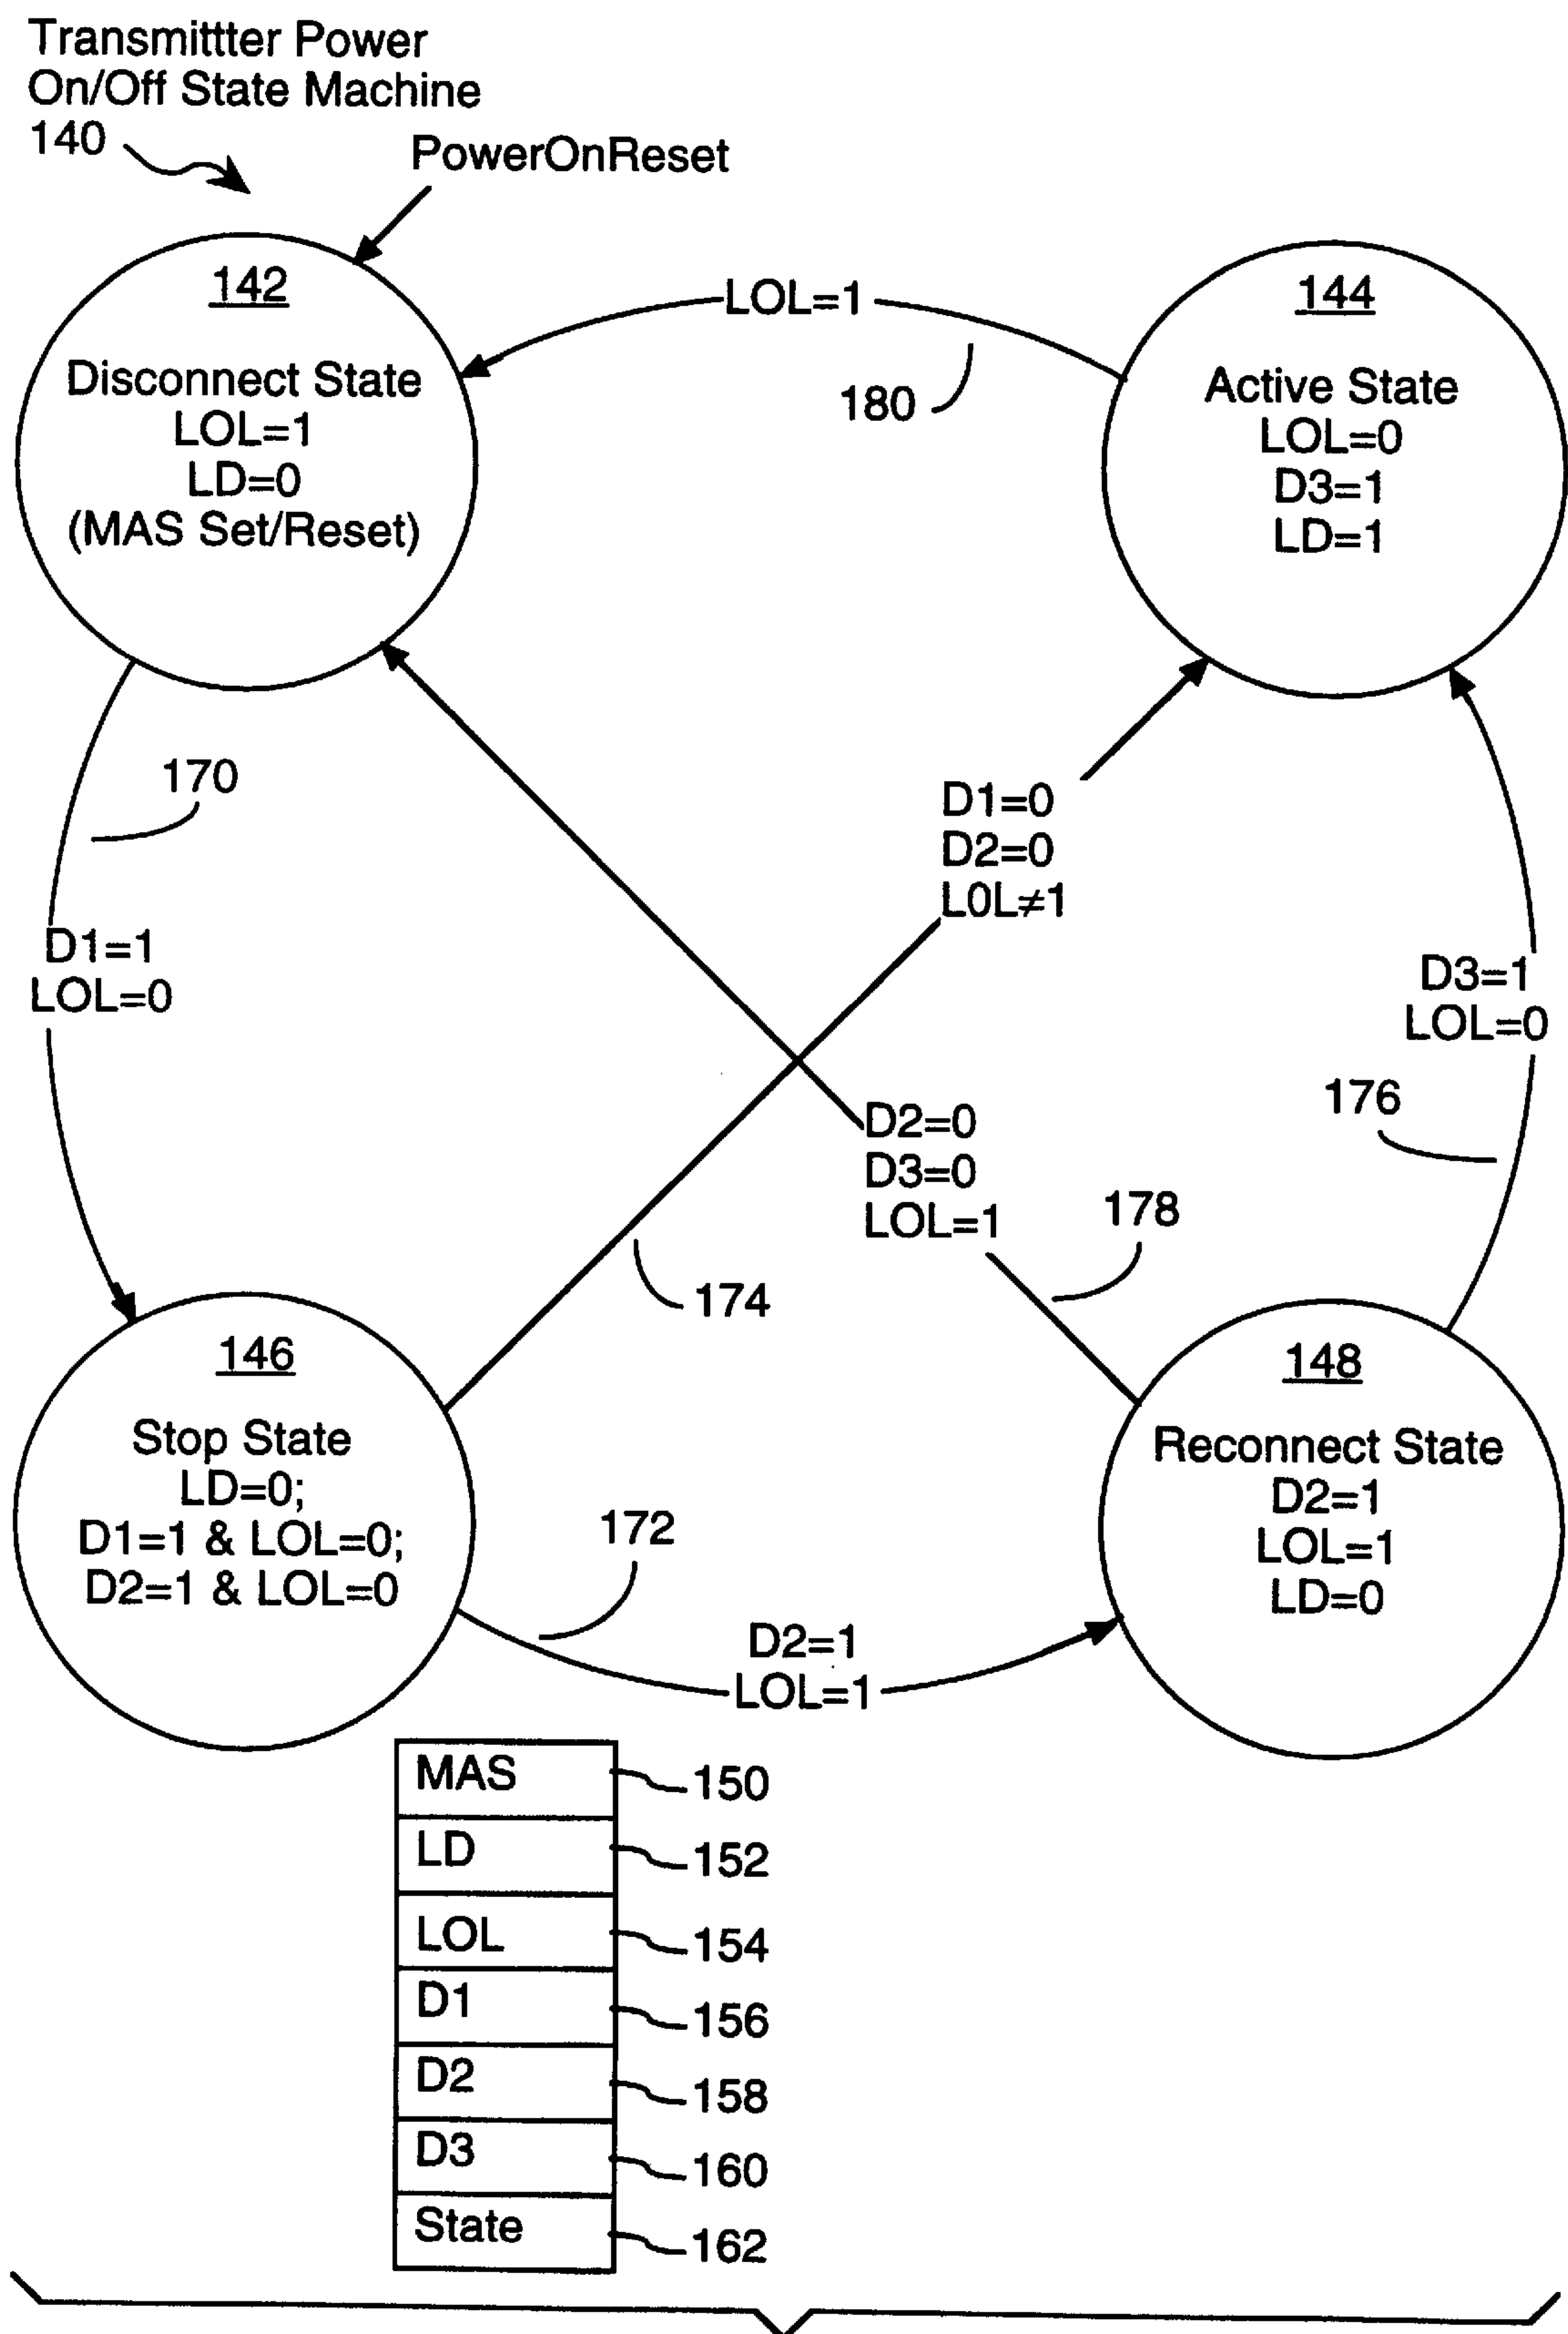 Transmittter Power
On/Off State Machine
140
PowerOnReset
142
Disconnect State
LOL=1
LD=0
(MAS Set/Reset)
LOL=1
180
144
Active State
LOL=0
D3=1
LD=1
170
D1=1
LOL=0
D1=0
D2=0
L0L≠1
D3=1
LOL=0
176
D2=0
D3=0
LOL=1
178
174
146
Stop State
LD=0;
D1=1 & LOL=0;
D2=1 & LOL=0
172
D2=1
LOL=1
148
Reconnect State
D2=1
LOL=1
LD=0
MAS 150
LD 152
LOL 154
D1 156
D2 158
D3 160
State 162